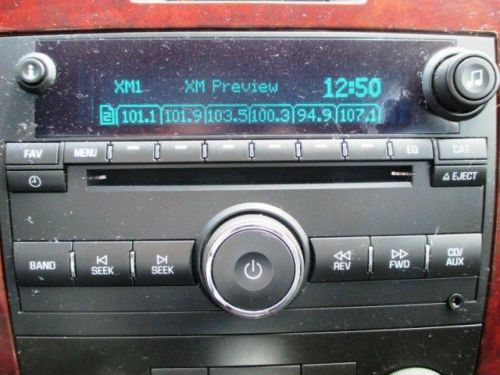 XM1 XM Preview 12:50
2 101.1 101.9 103.5 100.3 94.9 107.1
FAV MENU EQ CAT
EJECT
BAND SEEK SEEK REV FWD CD/
AUX